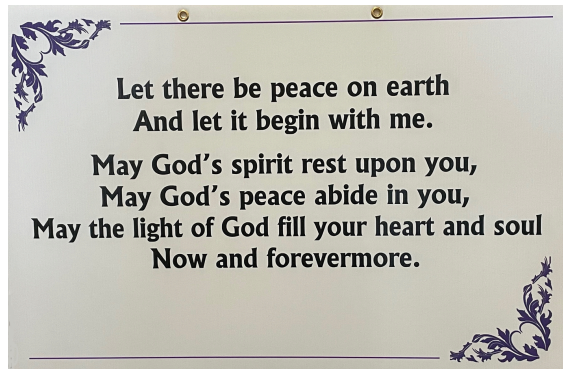 Let there be peace on earth
And let it begin with me.
May God's spirit rest upon you,
May God's peace abide in you,
May the light of God fill your heart and soul
Now and forevermore.